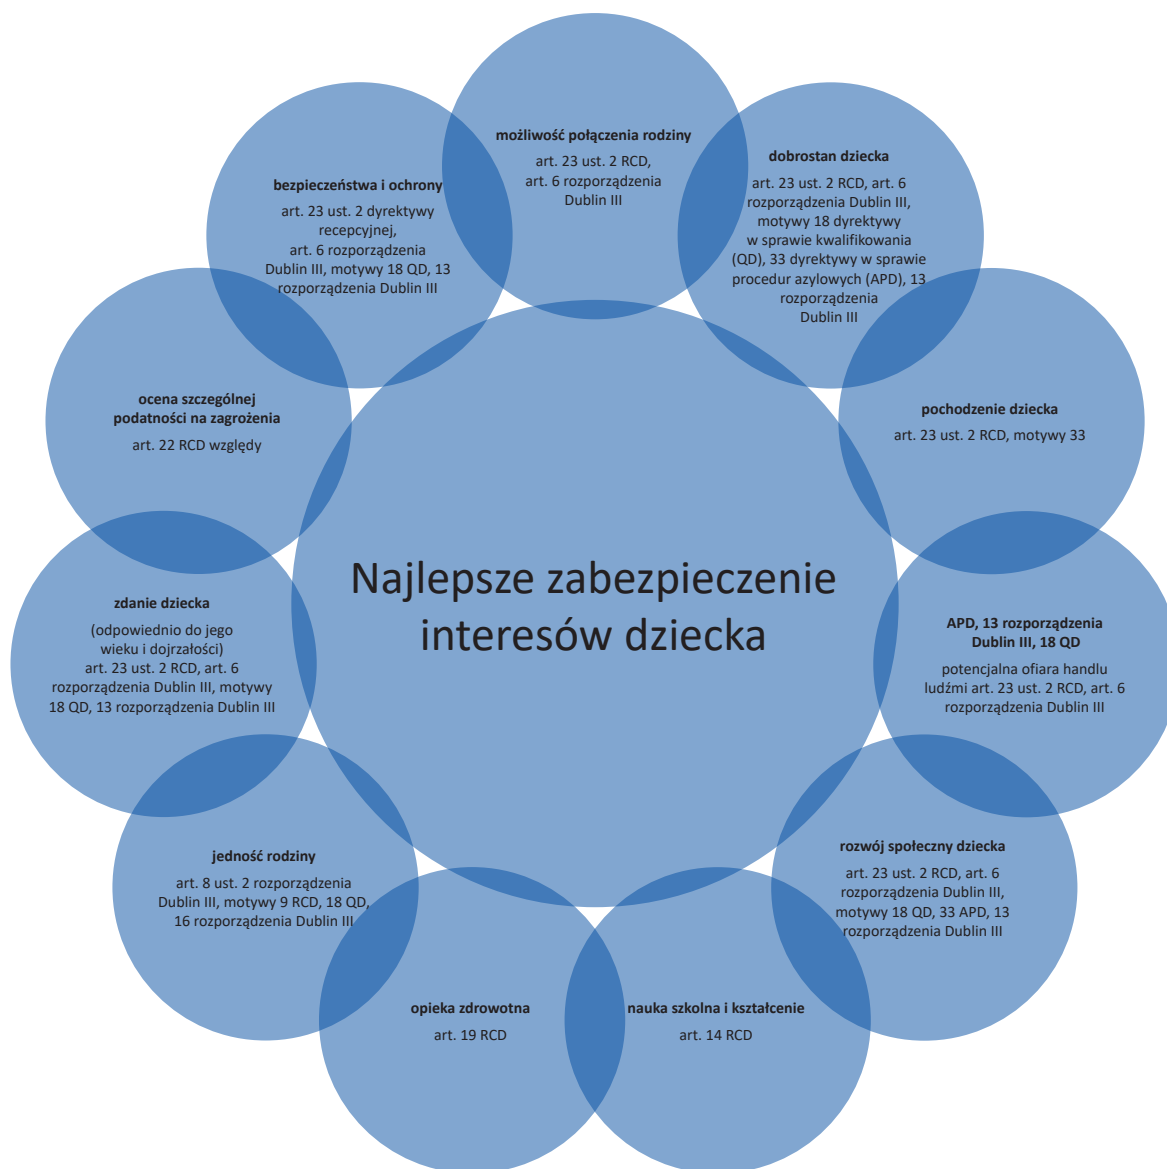 możliwość połączenia rodziny
art. 23 ust. 2 RCD,
art. 6 rozporządzenia
Dublin III
dobrostan dziecka
art. 23 ust. 2 RCD, art. 6
rozporządzenia Dublin III,
motywy 18 dyrektywy
w sprawie kwalifikowania
(QD), 33 dyrektywy w sprawie
procedur azylowych (APD), 13
rozporządzenia
Dublin III
pochodzenie dziecka
art. 23 ust. 2 RCD, motywy 33
APD, 13 rozporządzenia
Dublin III, 18 QD
potencjalna ofiara handlu
ludźmi art. 23 ust. 2 RCD, art. 6
rozporządzenia Dublin III
rozwój społeczny dziecka
art. 23 ust. 2 RCD, art. 6
rozporządzenia Dublin III,
motywy 18 QD, 33 APD, 13
rozporządzenia Dublin III
nauka szkolna i kształcenie
art. 14 RCD
opieka zdrowotna
art. 19 RCD
jedność rodziny
art. 8 ust. 2 rozporządzenia
Dublin III, motywy 9 RCD, 18 QD,
16 rozporządzenia Dublin III
zdanie dziecka
(odpowiednio do jego
wieku i dojrzałości)
art. 23 ust. 2 RCD, art. 6
rozporządzenia Dublin III, motywy
18 QD, 13 rozporządzenia Dublin III
ocena szczególnej
podatności na zagrożenia
art. 22 RCD względy
bezpieczeństwa i ochrony
art. 23 ust. 2 dyrektywy
recepcyjnej,
art. 6 rozporządzenia
Dublin III, motywy 18 QD, 13
rozporządzenia Dublin III
Najlepsze zabezpieczenie
interesów dziecka